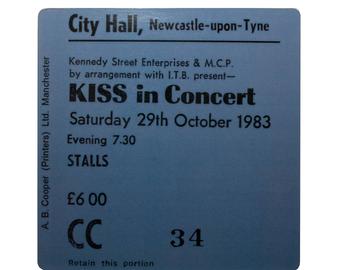 City Hall, Newcastle-upon-Tyne
Kennedy Street Enterprises & M.C.P.
by arrangement with I.T.B. present—
KISS in Concert
Saturday 29th October 1983
Evening 7.30
STALLS
£6 00
CC 34
Retain this portion
A. B. Cooper (Printers) Ltd. Manchester